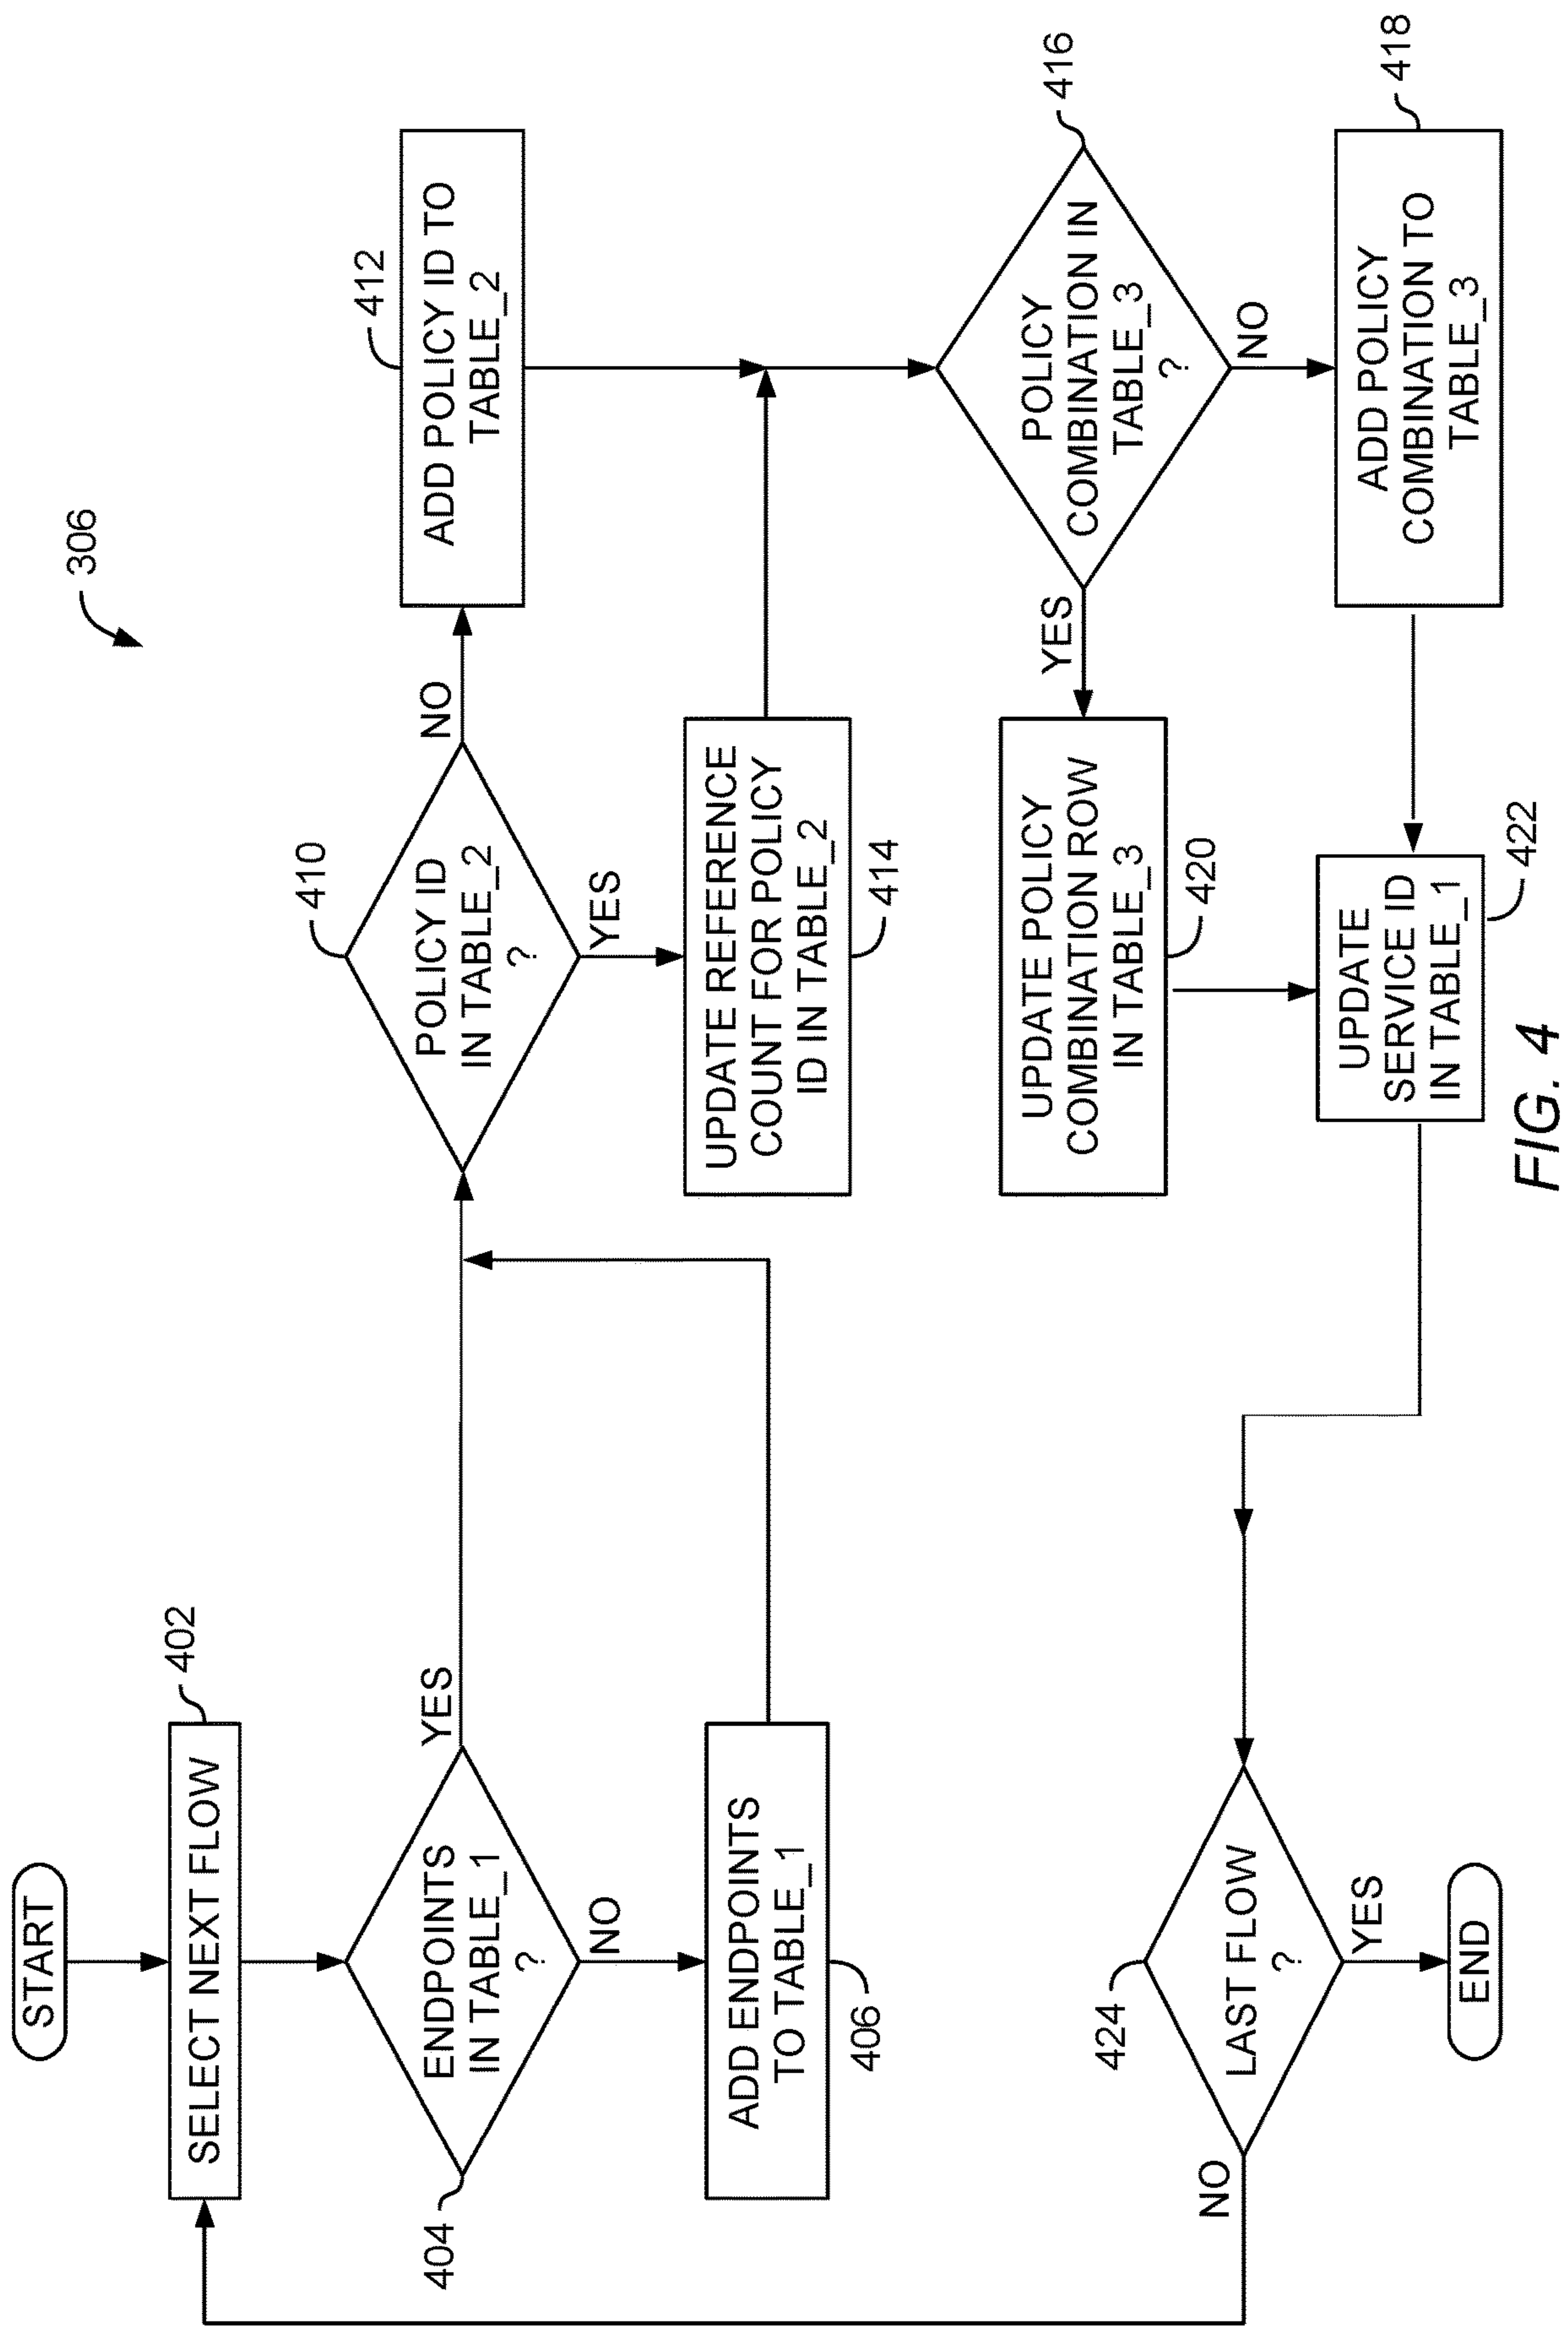 306
START
SELECT NEXT FLOW
402
ENDPOINTS
IN TABLE_1
?
404
YES
NO
ADD ENDPOINTS
TO TABLE_1
406
POLICY ID
IN TABLE_2
?
410
NO
YES
ADD POLICY ID TO
TABLE_2
412
UPDATE REFERENCE
COUNT FOR POLICY
ID IN TABLE_2
414
POLICY
COMBINATION IN
TABLE_3
?
416
YES
NO
ADD POLICY
COMBINATION TO
TABLE_3
418
UPDATE POLICY
COMBINATION ROW
IN TABLE_3
420
UPDATE
SERVICE ID
IN TABLE_1
422
LAST FLOW
?
424
NO
YES
END
FIG. 4